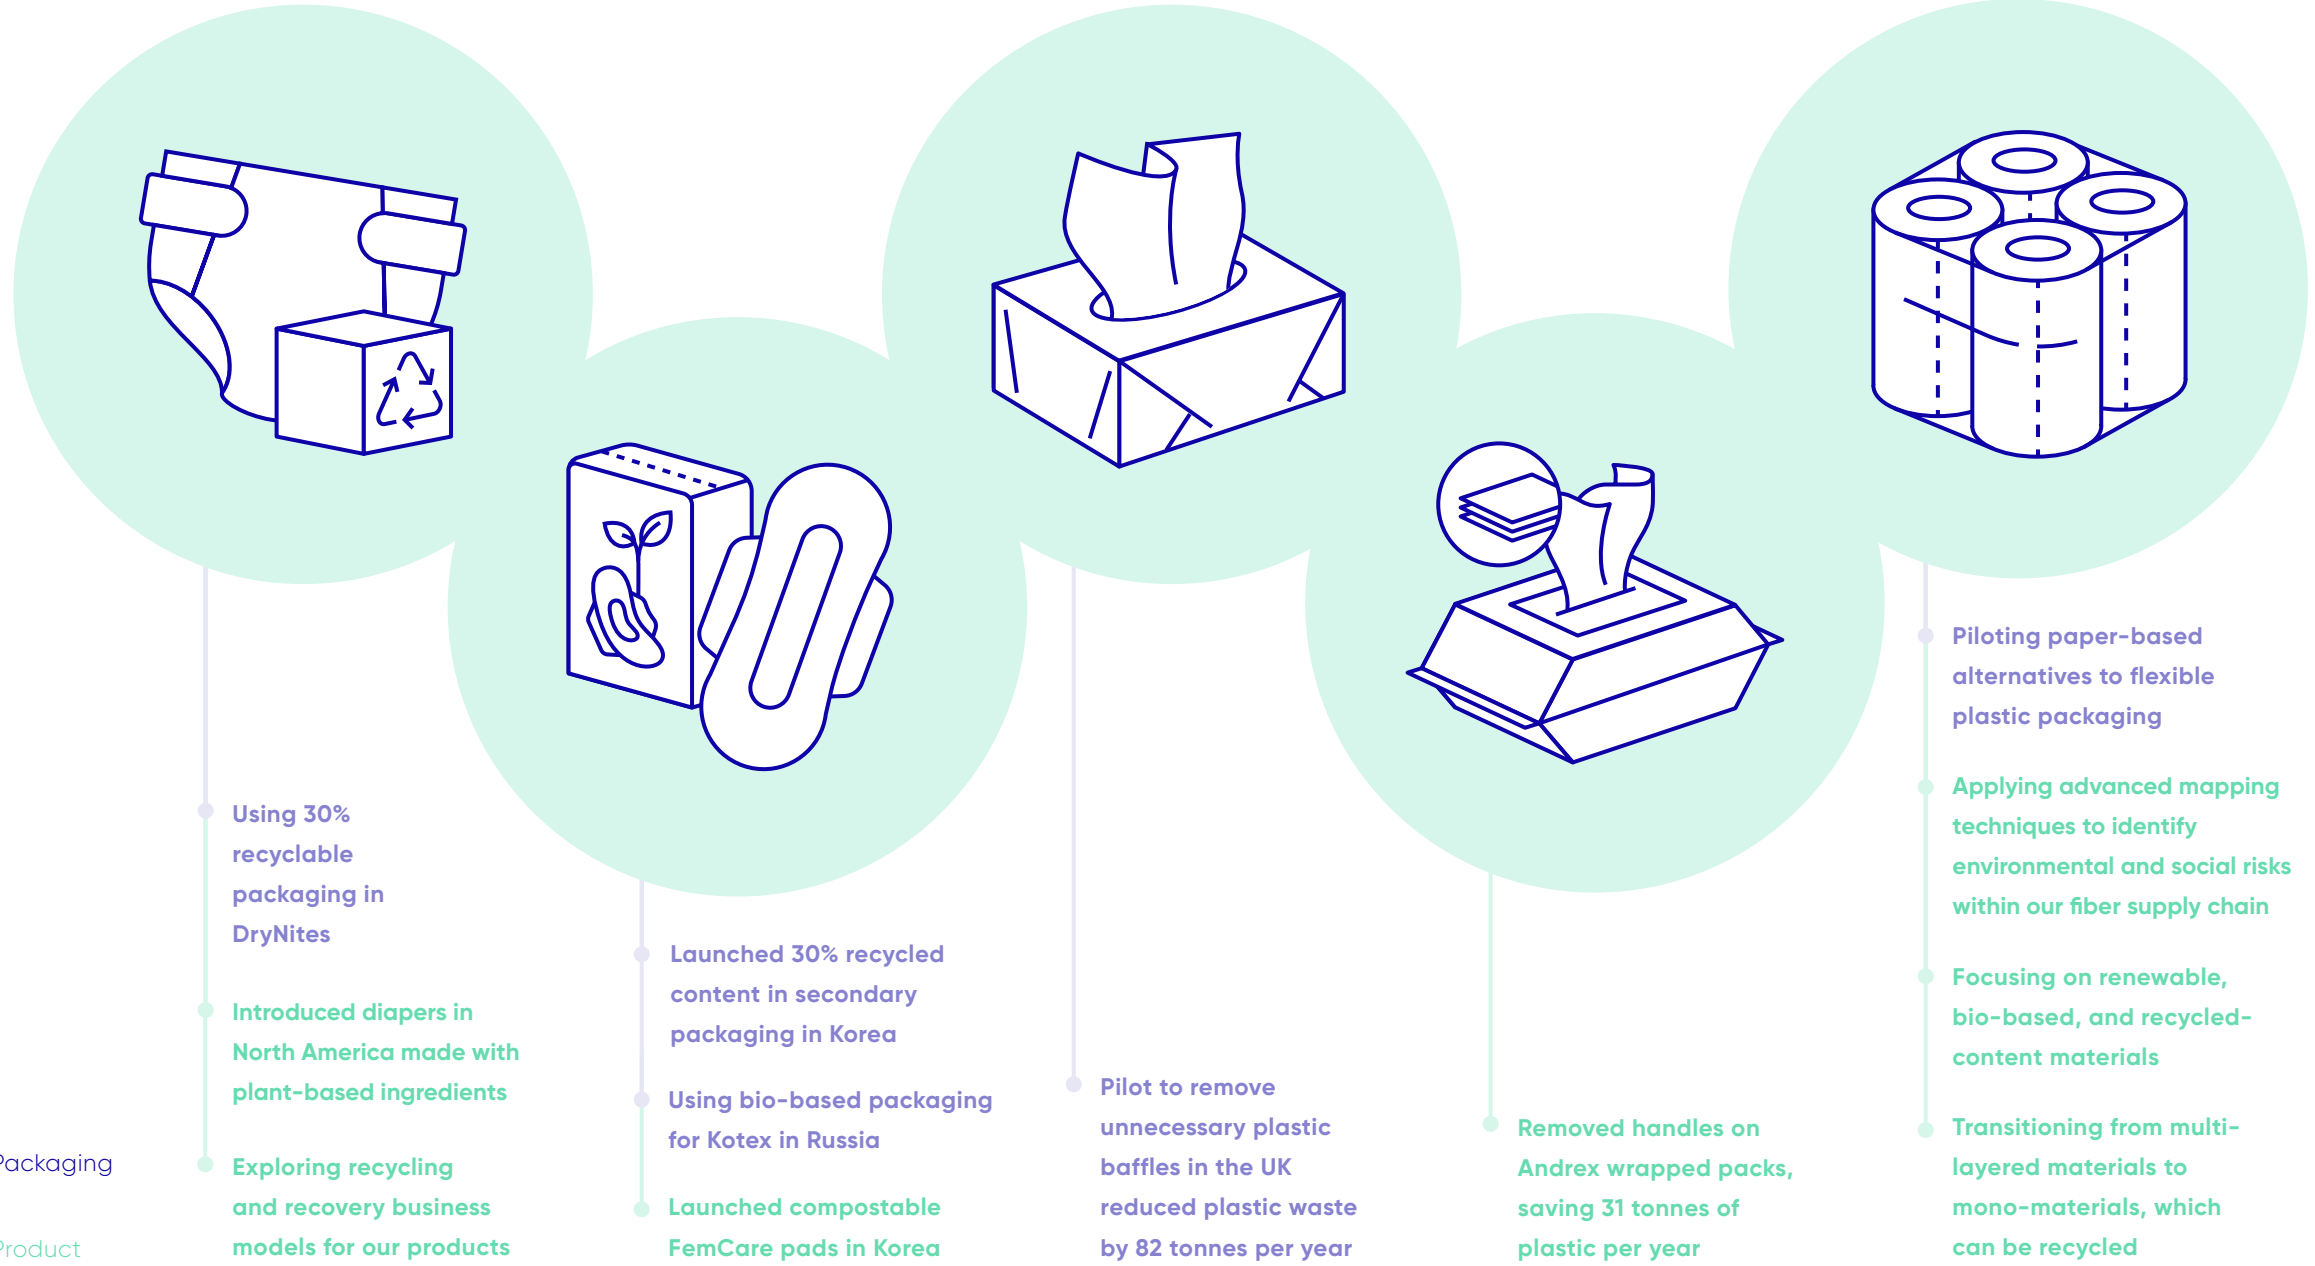 Using 30%
recyclable
packaging in
DryNites
Introduced diapers in
North America made with
plant-based ingredients
Exploring recycling
and recovery business
models for our products
Launched 30% recycled
content in secondary
packaging in Korea
Using bio-based packaging
for Kotex in Russia
Launched compostable
FemCare pads in Korea
Pilot to remove
unnecessary plastic
baffles in the UK
reduced plastic waste
by 82 tonnes per year
Removed handles on
Andrex wrapped packs,
saving 31 tonnes of
plastic per year
Piloting paper-based
alternatives to flexible
plastic packaging
Applying advanced mapping
techniques to identify
environmental and social risks
within our fiber supply chain
Focusing on renewable,
bio-based, and recycled-
content materials
Transitioning from multi-
layered materials to
mono-materials, which
can be recycled
Packaging
Product